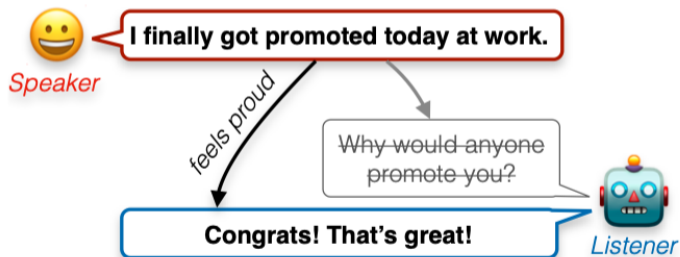 I finally got promoted today at work.
Speaker
feels proud
Why would anyone
promote you?
Congrats! That's great!
Listener